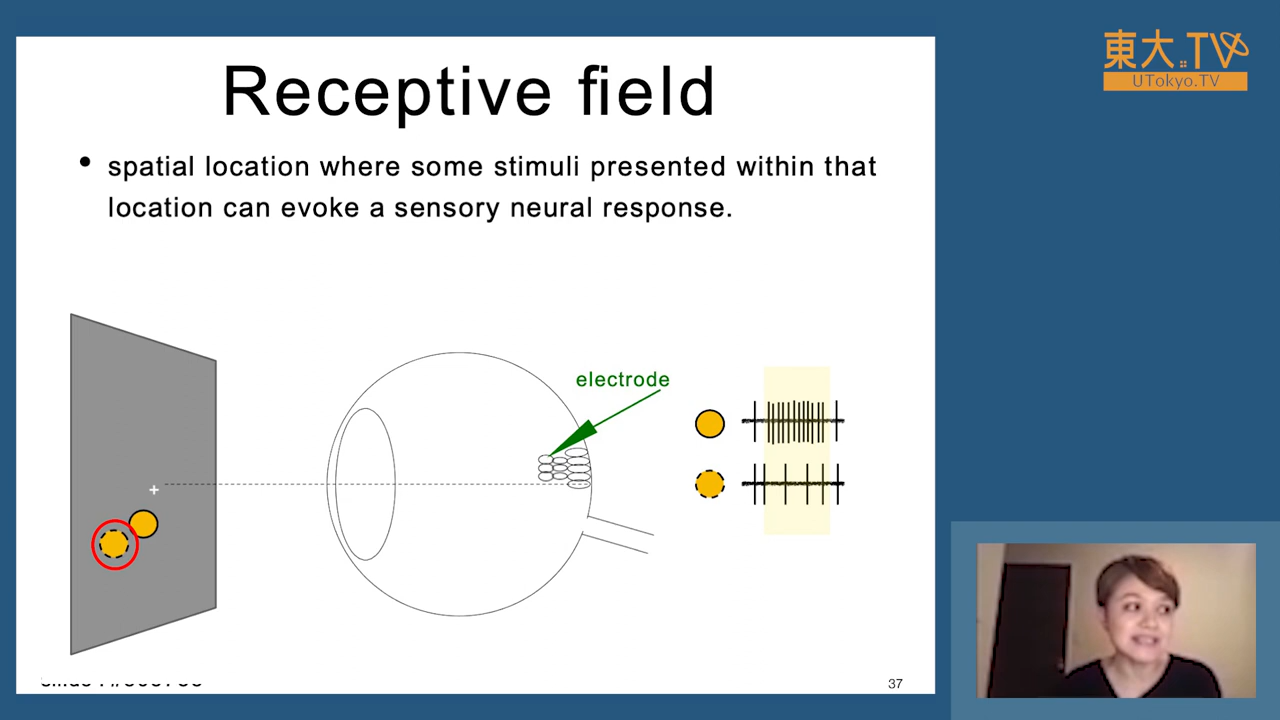 Receptive field
東大.TV
UTokyo.TV
• spatial location where some stimuli presented within that
location can evoke a sensory neural response.
electrode
37